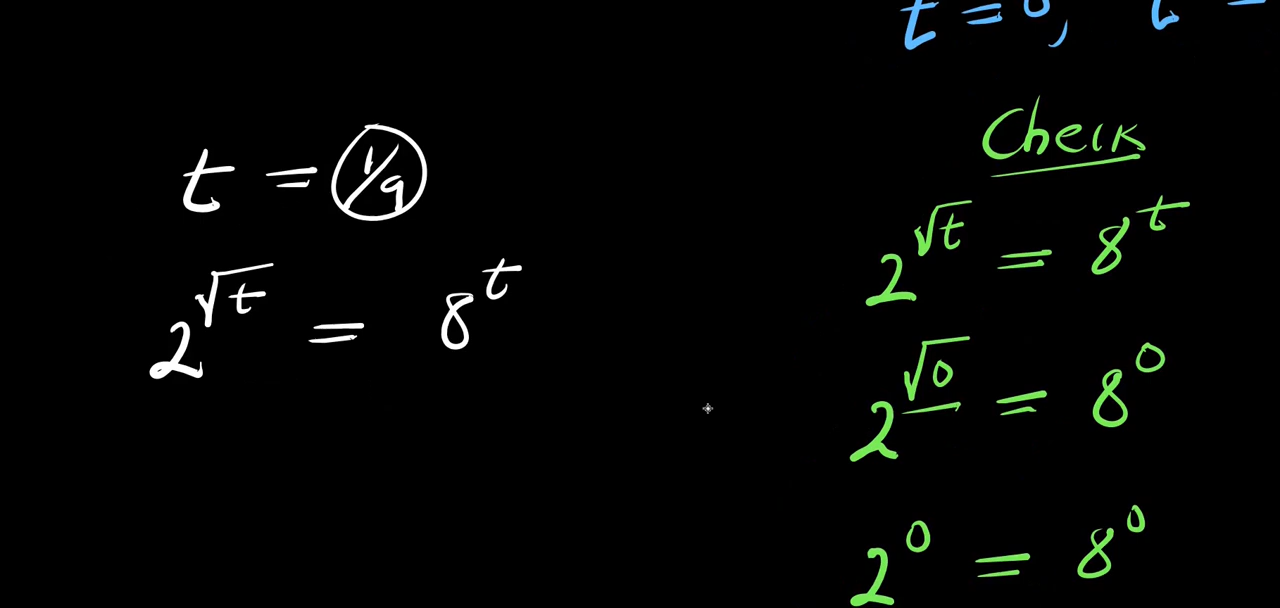 t = 1/9
2^√t = 8^t
t = 0, t =
Check
2^√t = 8^t
2^√0 = 8^0
2^0 = 8^0